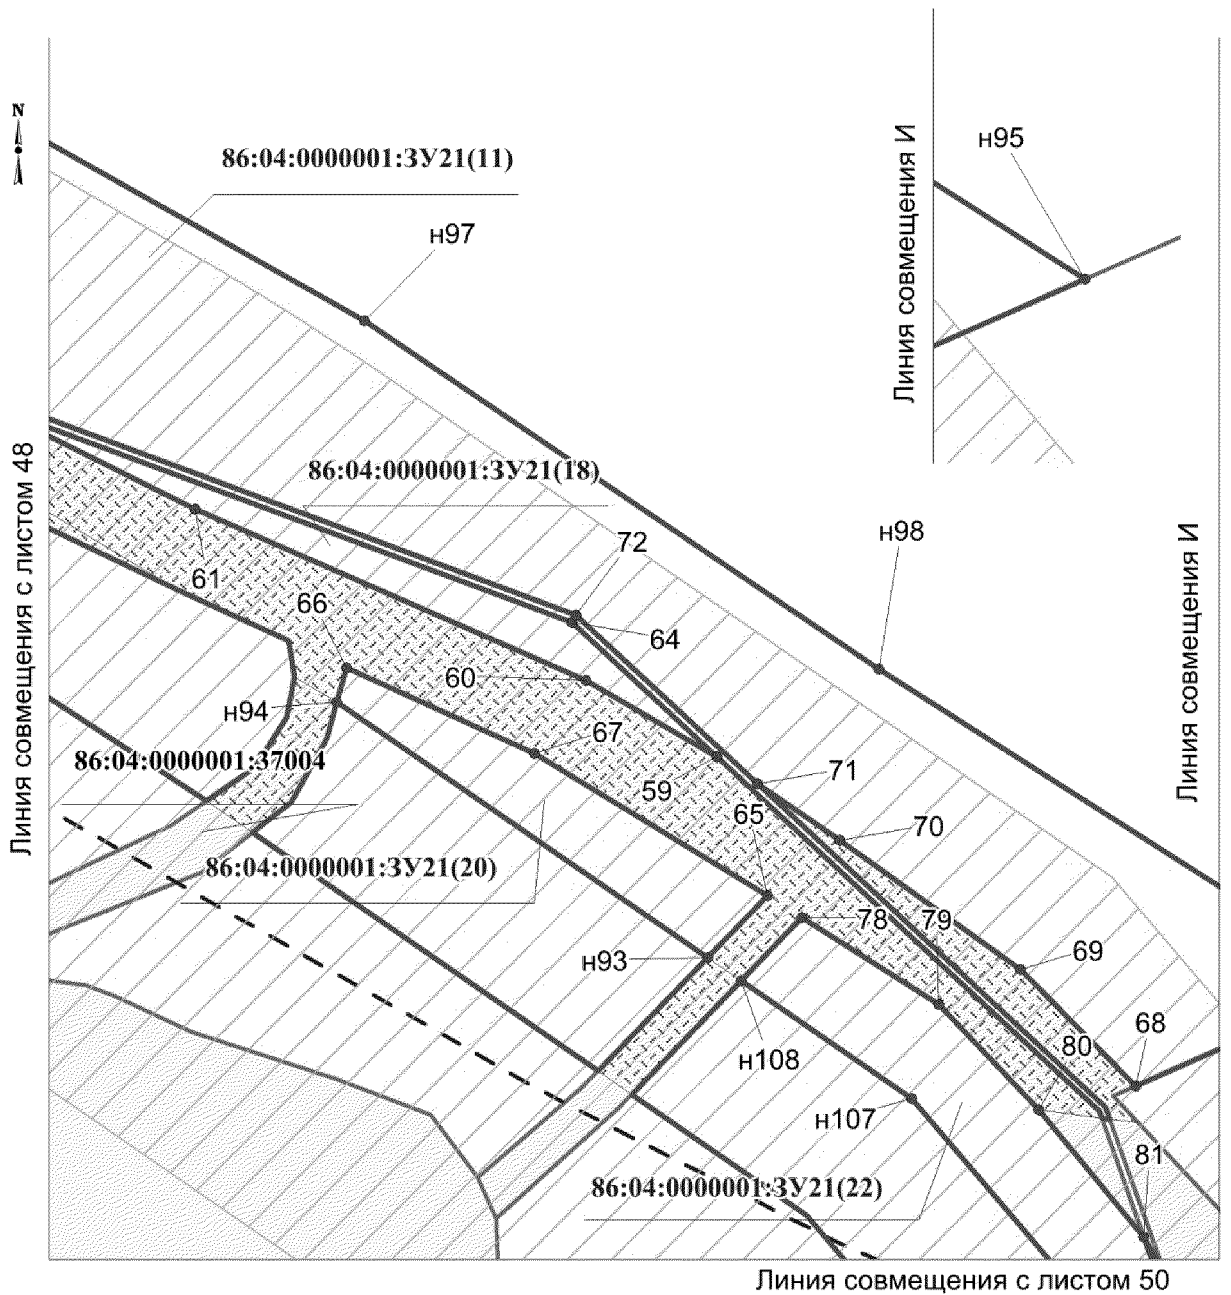 N
86:04:0000001:ЗУ21(11)
н97
н95
Линия совмещения И
86:04:0000001:ЗУ21(18)
Линия совмещения с листом 48
72
н98
61
66
64
60
н94
67
Линия совмещения И
86:04:0000001:37004
59
71
65
70
86:04:0000001:ЗУ21(20)
78
79
н93
69
68
80
н108
н107
81
86:04:0000001:ЗУ21(22)
Линия совмещения с листом 50